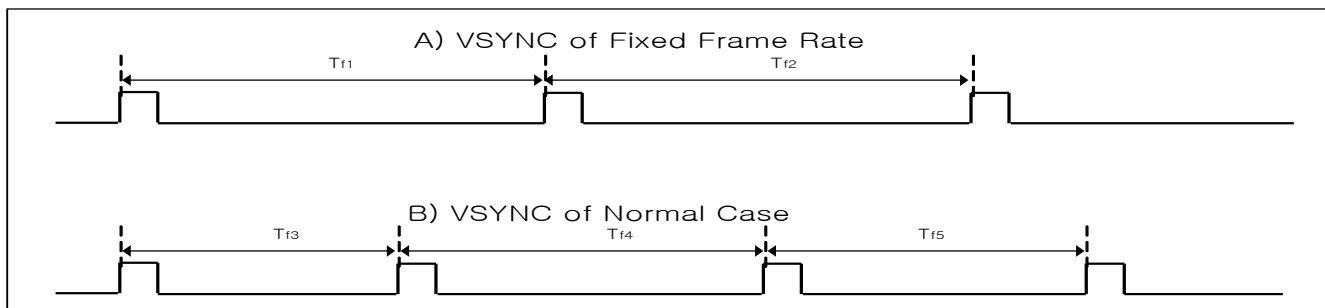 A) VSYNC of Fixed Frame Rate
Tf1 Tf2
B) VSYNC of Normal Case
Tf3 Tf4 Tf5